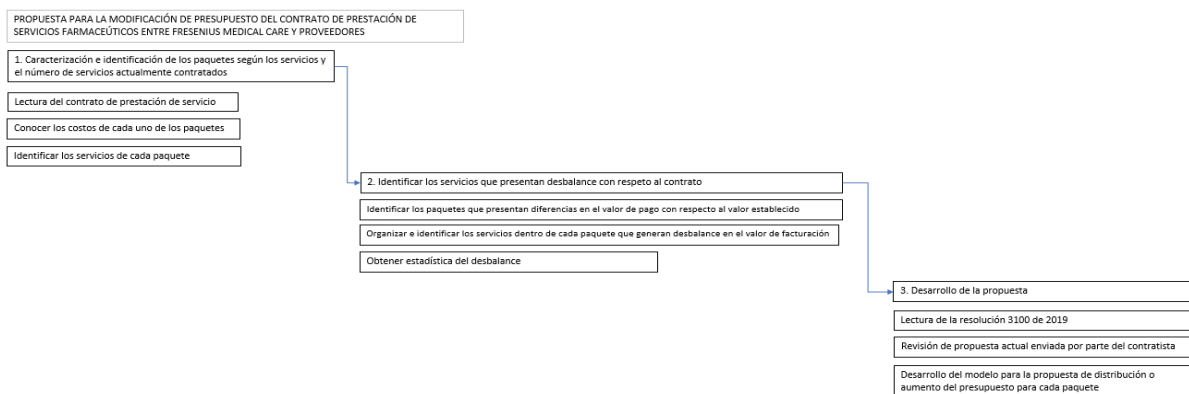 PROPUESTA PARA LA MODIFICACIÓN DE PRESUPUESTO DEL CONTRATO DE PRESTACIÓN DE
SERVICIOS FARMACEÚTICOS ENTRE FRESENIUS MEDICAL CARE Y PROVEEDORES
1. Caracterización e identificación de los paquetes según los servicios y
el número de servicios actualmente contratados
Lectura del contrato de prestación de servicio
Conocer los costos de cada uno de los paquetes
Identificar los servicios de cada paquete
2. Identificar los servicios que presentan desbalance con respeto al contrato
Identificar los paquetes que presentan diferencias en el valor de pago con respecto al valor establecido
Organizar e identificar los servicios dentro de cada paquete que generan desbalance en el valor de facturación
Obtener estadística del desbalance
3. Desarrollo de la propuesta
Lectura de la resolución 3100 de 2019
Revisión de propuesta actual enviada por parte del contratista
Desarrollo del modelo para la propuesta de distribución o
aumento del presupuesto para cada paquete